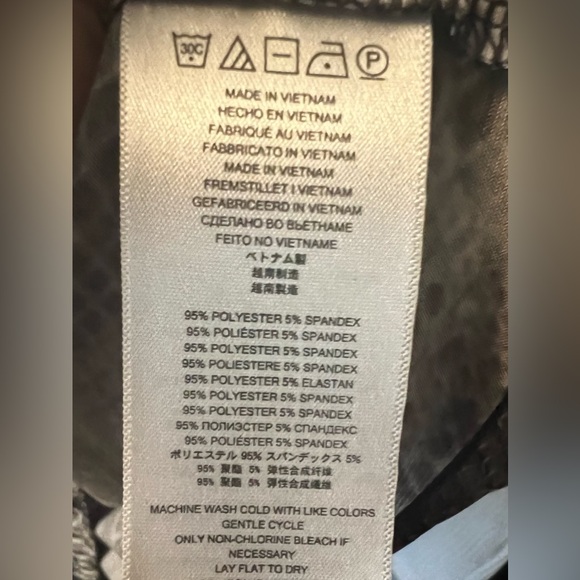 30C
P
MADE IN VIETNAM
HECHO EN VIETNAM
FABRIQUÉ AU VIETNAM
FABBRICATO IN VIETNAM
MADE IN VIETNAM
FREMSTILLET I VIETNAM
GEFABRICEERD IN VIETNAM
СДЕЛАНО ВО ВЬЕТНАМЕ
FEITO NO VIETNAME
ベトナム製
越南制造
越南製造
95% POLYESTER 5% SPANDEX
95% POLIÉSTER 5% SPANDEX
95% POLYESTER 5% SPANDEX
95% POLIESTERE 5% SPANDEX
95% POLYESTER 5% ELASTAN
95% POLYESTER 5% SPANDEX
95% POLYESTER 5% SPANDEX
95% ПОЛИЭСТЕР 5% СПАНДЕКС
95% POLIÉSTER 5% SPANDEX
ポリエステル 95% スパンデックス 5%
95% 聚酯 5% 弹性合成纤维
95% 聚酯 5% 弹性合成纖維
MACHINE WASH COLD WITH LIKE COLORS
GENTLE CYCLE
ONLY NON-CHLORINE BLEACH IF
NECESSARY
LAY FLAT TO DRY